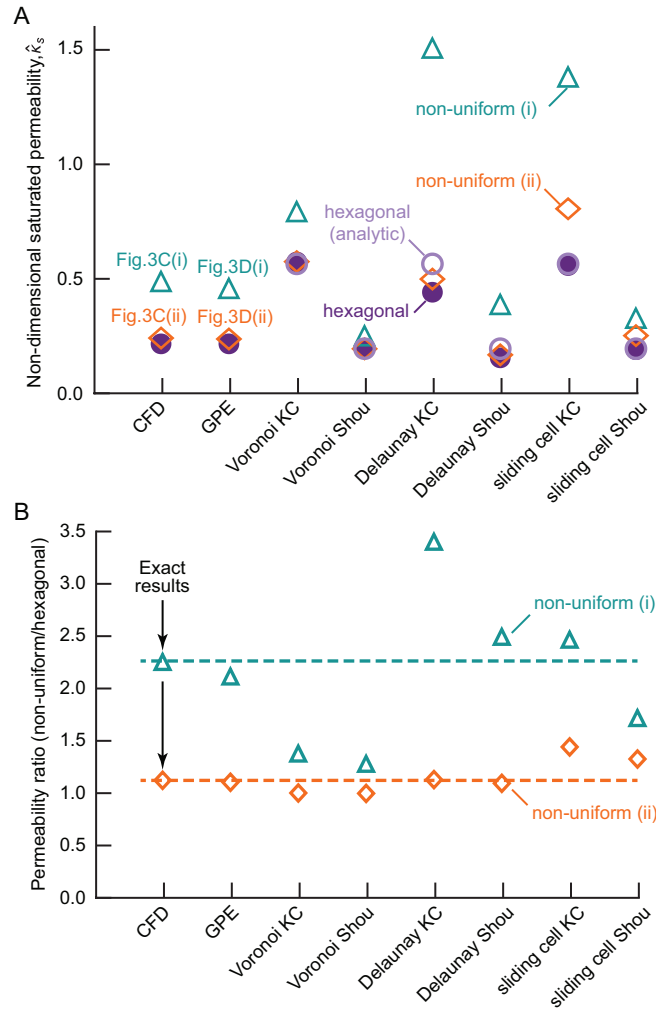 A
Non-dimensional saturated permeability, κ̂s
1.5
1.0
0.5
0.0
non-uniform (i)
non-uniform (ii)
hexagonal
(analytic)
hexagonal
Fig.3C(i)
Fig.3D(i)
Fig.3C(ii)
Fig.3D(ii)
CFD
GPE
Voronoi KC
Voronoi Shou
Delaunay KC
Delaunay Shou
sliding cell KC
sliding cell Shou
B
Permeability ratio (non-uniform/hexagonal)
3.5
3.0
2.5
2.0
1.5
1.0
0.5
0.0
Exact
results
non-uniform (i)
non-uniform (ii)
CFD
GPE
Voronoi KC
Voronoi Shou
Delaunay KC
Delaunay Shou
sliding cell KC
sliding cell Shou